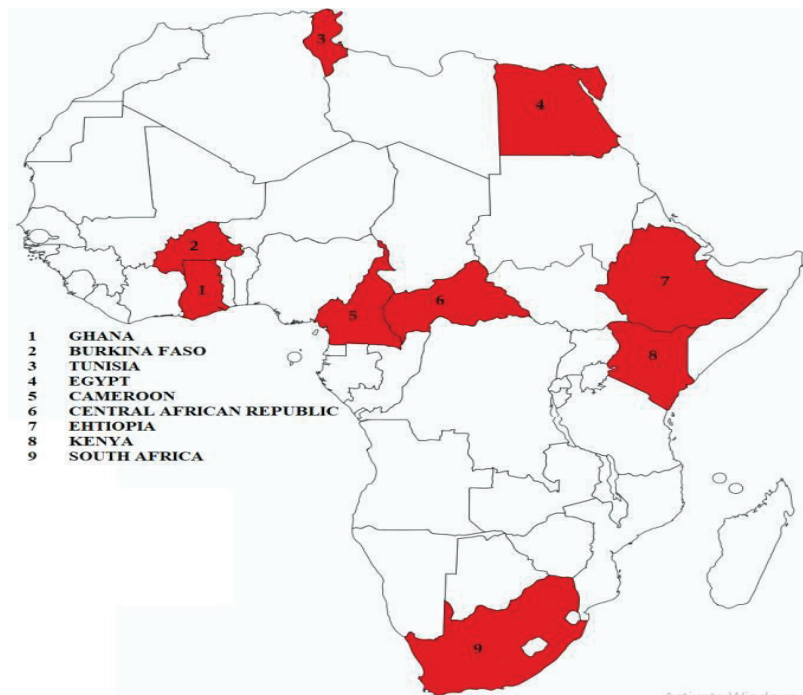 3
4
2
1
7
5
6
8
1 GHANA
2 BURKINA FASO
3 TUNISIA
4 EGYPT
5 CAMEROON
6 CENTRAL AFRICAN REPUBLIC
7 EHTIOPIA
8 KENYA
9 SOUTH AFRICA
9